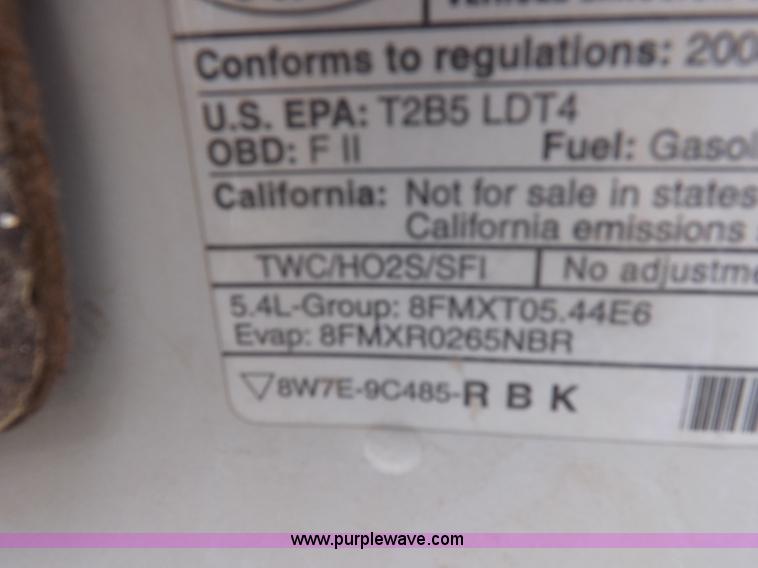 Conforms to regulations: 200
U.S. EPA: T2B5 LDT4
OBD: F II Fuel: Gasol
California: Not for sale in states
California emissions
TWC/HO2S/SFI No adjustme
5.4L-Group: 8FMXT05.44E6
Evap: 8FMXR0265NBR
▽8W7E-9C485-R B K
www.purplewave.com